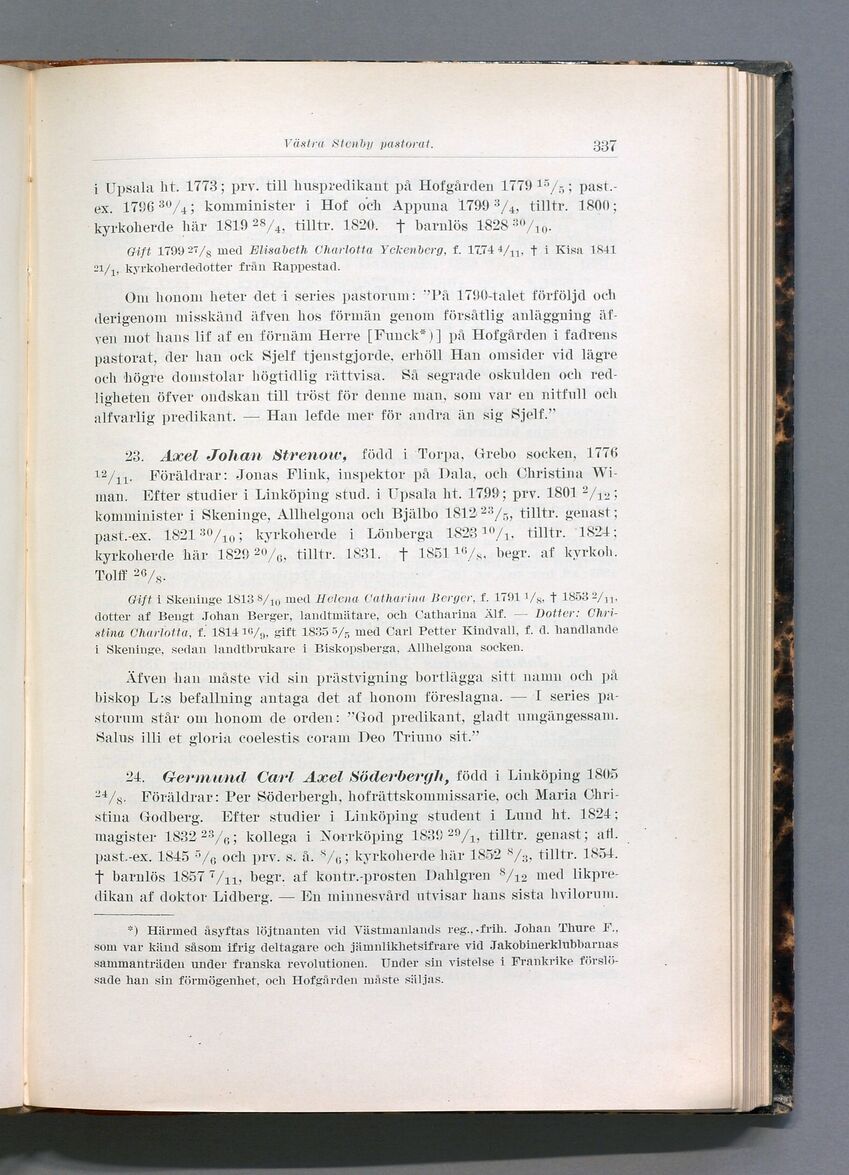 Västra Stenby pastorat. 337
i Upsala ht. 1773; prv. till huspredikant på Hofgården 1779 15/5; past.-
ex. 1796 30/4; komminister i Hof och Appuna 1799 3/4, tilltr. 1800;
kyrkoherde här 1819 28/4, tilltr. 1820. † barnlös 1828 30/10.
Gift 1799 27/8 med Elisabeth Charlotta Yckenberg, f. 1774 4/11, † i Kisa 1841
21/1, kyrkoherdedotter från Rappestad.
Om honom heter det i series pastorum: ”På 1790-talet förföljd och
derigenom misskänd äfven hos förmän genom försåtlig anläggning äf-
ven mot hans lif af en förnäm Herre [Funck*)] på Hofgården i fadrens
pastorat, der han ock Sjelf tjenstgjorde, erhöll Han omsider vid lägre
och högre domstolar högtidlig rättvisa. Så segrade oskulden och red-
ligheten öfver ondskan till tröst för denne man, som var en nitfull och
alfvarlig predikant. — Han lefde mer för andra än sig Sjelf.”
23. Axel Johan Strenow, född i Torpa, Grebo socken, 1776
12/11. Föräldrar: Jonas Flink, inspektor på Dala, och Christina Wi-
man. Efter studier i Linköping stud. i Upsala ht. 1799; prv. 1801 2/12;
komminister i Skeninge, Allhelgona och Bjälbo 1812 23/5, tilltr. genast;
past.-ex. 1821 30/10; kyrkoherde i Lönberga 1823 10/1, tilltr. 1824;
kyrkoherde här 1829 20/6, tilltr. 1831. † 1851 16/8, begr. af kyrkoh.
Tolff 26/8.
Gift i Skeninge 1813 8/10 med Helena Catharina Berger, f. 1791 1/8, † 1853 2/11,
dotter af Bengt Johan Berger, landtmätare, och Catharina Älf. — Dotter: Chri-
stina Charlotta, f. 1814 16/9, gift 1835 5/5 med Carl Petter Kindvall, f. d. handlande
i Skeninge, sedan landtbrukare i Biskopsberga, Allhelgona socken.
Äfven han måste vid sin prästvigning bortlägga sitt namn och på
biskop L:s befallning antaga det af honom föreslagna. — I series pa-
storum står om honom de orden: ”God predikant, gladt umgängessam.
Salus illi et gloria coelestis coram Deo Triuno sit.”
24. Germund Carl Axel Söderbergh, född i Linköping 1805
24/8. Föräldrar: Per Söderbergh, hofrättskommissarie, och Maria Chri-
stina Godberg. Efter studier i Linköping student i Lund ht. 1824;
magister 1832 23/6; kollega i Norrköping 1839 29/1, tilltr. genast; afl.
past.-ex. 1845 5/6 och prv. s. å. 8/6; kyrkoherde här 1852 8/3, tilltr. 1854.
† barnlös 1857 7/11, begr. af kontr.-prosten Dahlgren 8/12 med likpre-
dikan af doktor Lidberg. — En minnesvård utvisar hans sista hvilorum.
*) Härmed åsyftas löjtnanten vid Västmanlands reg., frih. Johan Thure F.,
som var känd såsom ifrig deltagare och jämnlikhetsifrare vid Jakobinerklubbarnas
sammanträden under franska revolutionen. Under sin vistelse i Frankrike förslö-
sade han sin förmögenhet, och Hofgården måste säljas.